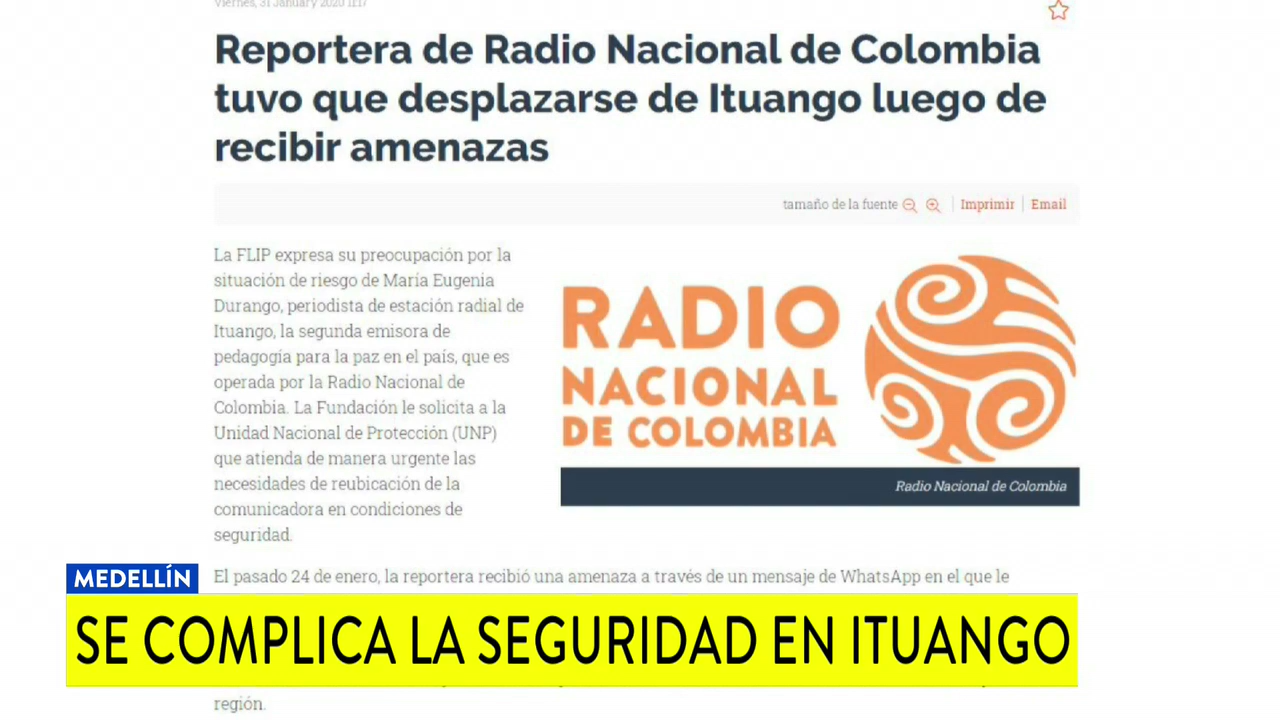 Viernes, 31 January 2020 11:17
Reportera de Radio Nacional de Colombia
tuvo que desplazarse de Ituango luego de
recibir amenazas
tamaño de la fuente | Imprimir | Email
La FLIP expresa su preocupación por la
situación de riesgo de María Eugenia
Durango, periodista de estación radial de
Ituango, la segunda emisora de
pedagogía para la paz en el país, que es
operada por la Radio Nacional de
Colombia. La Fundación le solicita a la
Unidad Nacional de Protección (UNP)
que atienda de manera urgente las
necesidades de reubicación de la
comunicadora en condiciones de
seguridad.
RADIO
NACIONAL
DE COLOMBIA
Radio Nacional de Colombia
El pasado 24 de enero, la reportera recibió una amenaza a través de un mensaje de WhatsApp en el que le
MEDELLÍN
SE COMPLICA LA SEGURIDAD EN ITUANGO
región.